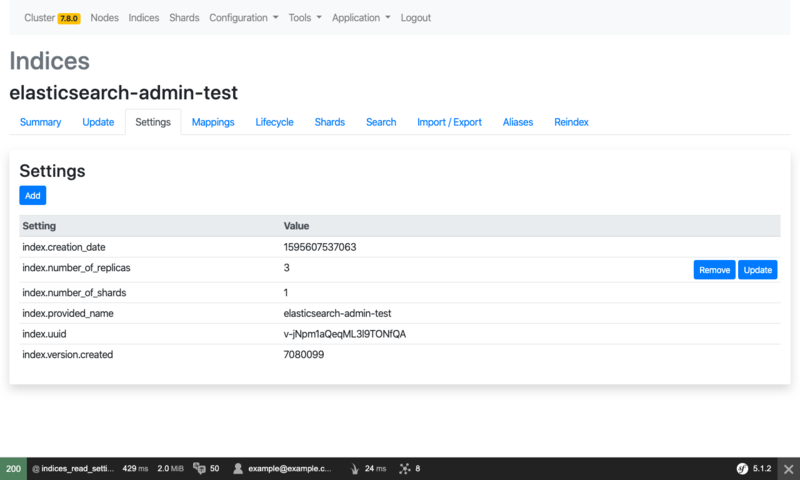 Cluster 7.8.0 Nodes Indices Shards Configuration Tools Application Logout
Indices
elasticsearch-admin-test
Summary Update Settings Mappings Lifecycle Shards Search Import / Export Aliases Reindex
Settings
Add
Setting Value
index.creation_date 1595607537063
index.number_of_replicas 3 Remove Update
index.number_of_shards 1
index.provided_name elasticsearch-admin-test
index.uuid v-jNpm1aQeqML3l9TONfQA
index.version.created 7080099
200 @ indices_read_setti... 429 ms 2.0 MiB 50 example@example.c... 24 ms 8 sf 5.1.2